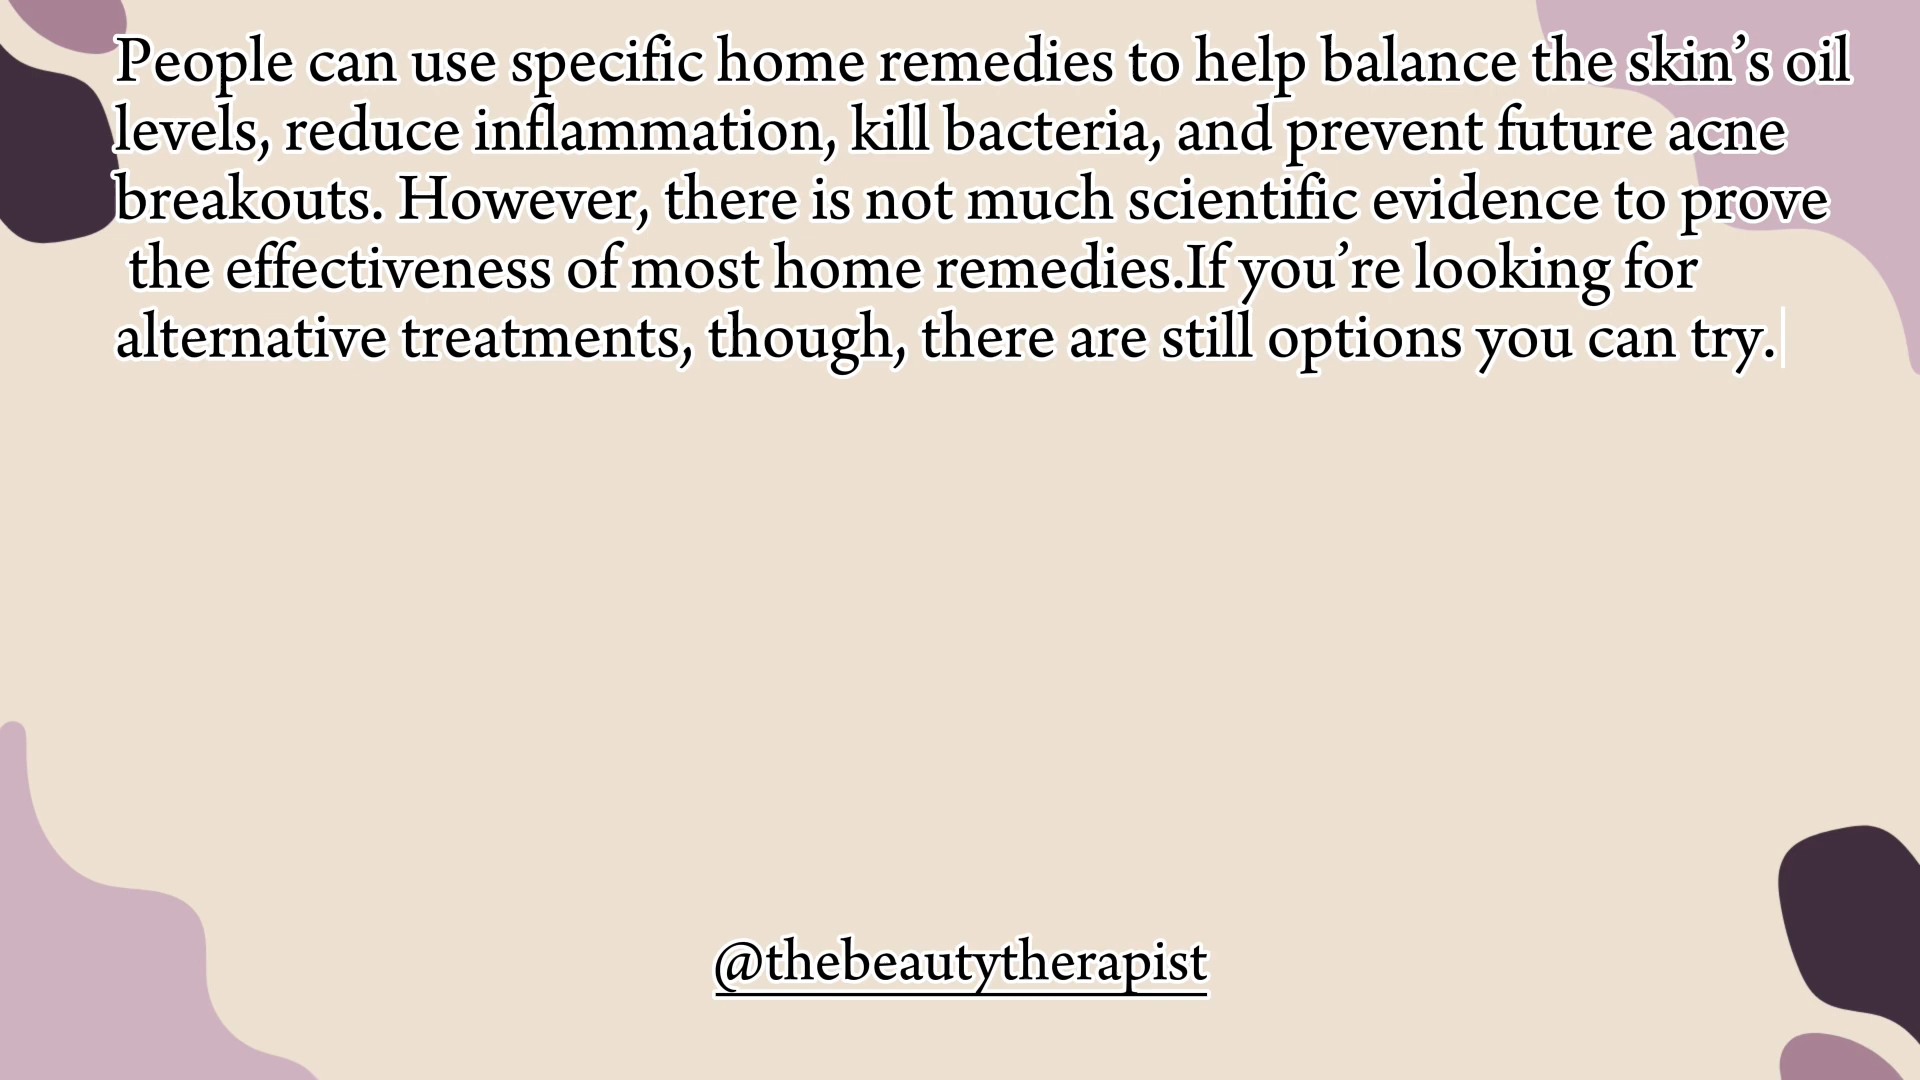 People can use specific home remedies to help balance the skin’s oil
levels, reduce inflammation, kill bacteria, and prevent future acne
breakouts. However, there is not much scientific evidence to prove
the effectiveness of most home remedies.If you’re looking for
alternative treatments, though, there are still options you can try.
@thebeautytherapist